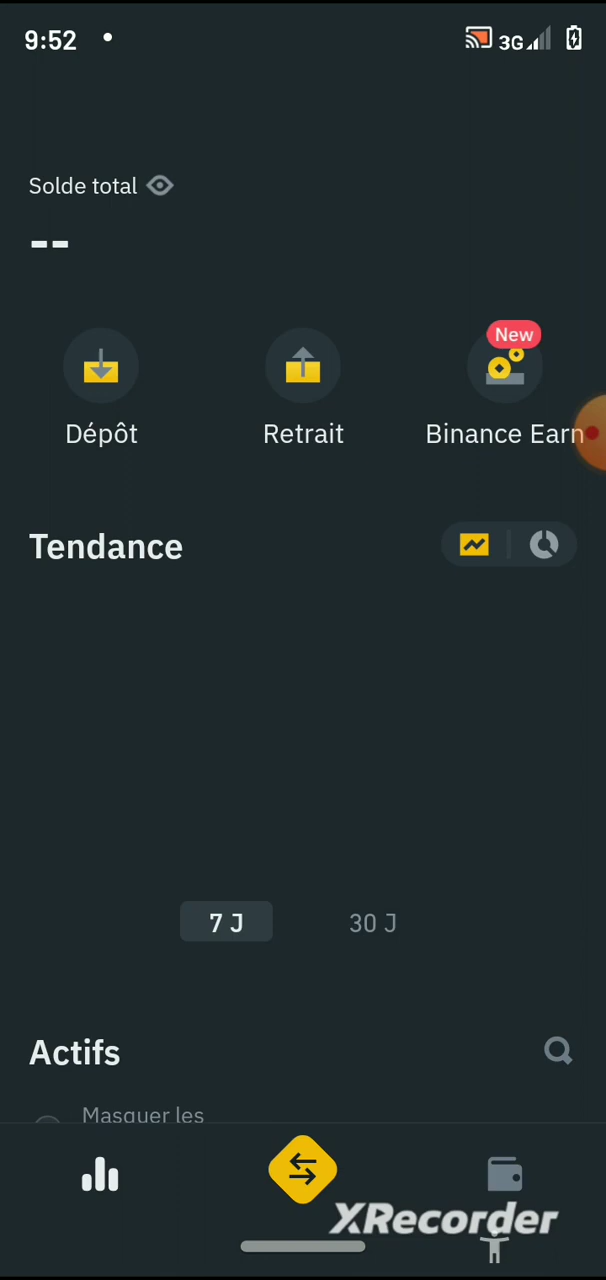 9:52
3G
Solde total
--
New
Dépôt
Retrait
Binance Earn
Tendance
7 J
30 J
Actifs
Masquer les
XRecorder